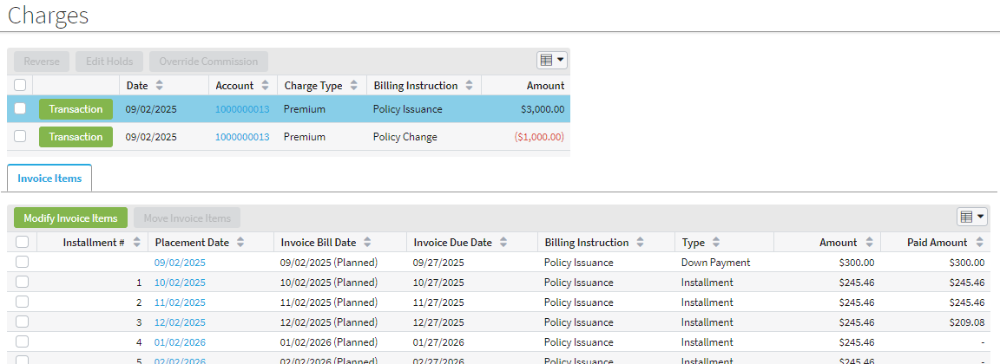 Charges
Reverse Edit Holds Override Commission
Date Account Charge Type Billing Instruction Amount
Transaction 09/02/2025 1000000013 Premium Policy Issuance $3,000.00
Transaction 09/02/2025 1000000013 Premium Policy Change ($1,000.00)
Invoice Items
Modify Invoice Items Move Invoice Items
Installment # Placement Date Invoice Bill Date Invoice Due Date Billing Instruction Type Amount Paid Amount
09/02/2025 09/02/2025 (Planned) 09/27/2025 Policy Issuance Down Payment $300.00 $300.00
1 10/02/2025 10/02/2025 (Planned) 10/27/2025 Policy Issuance Installment $245.46 $245.46
2 11/02/2025 11/02/2025 (Planned) 11/27/2025 Policy Issuance Installment $245.46 $245.46
3 12/02/2025 12/02/2025 (Planned) 12/27/2025 Policy Issuance Installment $245.46 $209.08
4 01/02/2026 01/02/2026 (Planned) 01/27/2026 Policy Issuance Installment $245.46 -
5 02/02/2026 02/02/2026 (Planned) 02/27/2026 Policy Issuance Installment $245.46 -